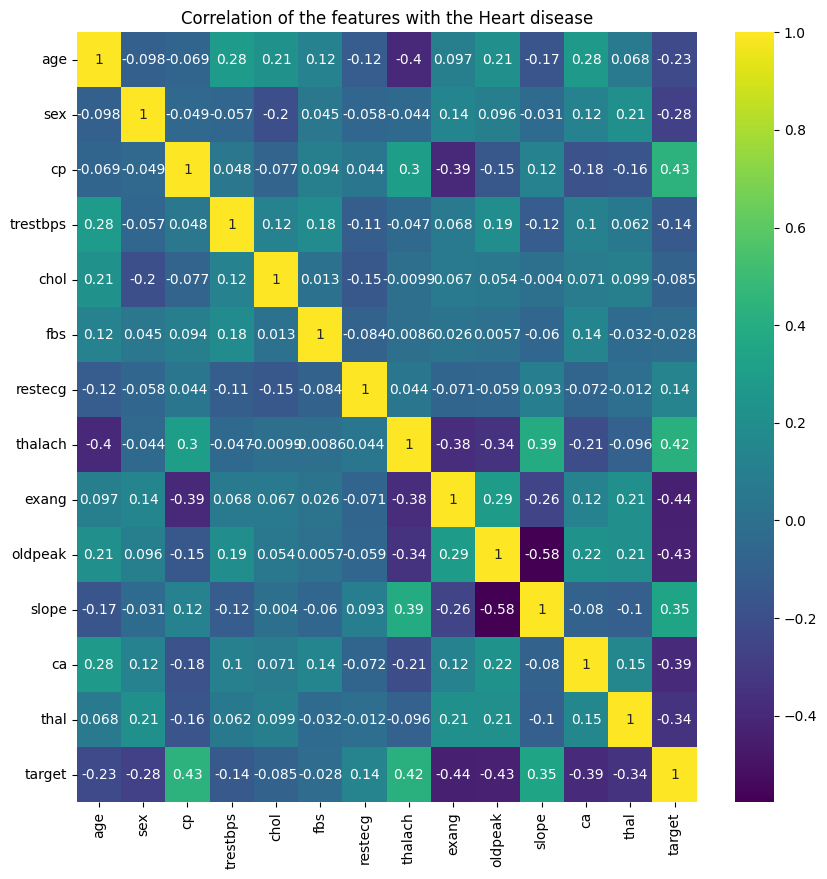 Correlation of the features with the Heart disease
age 1 -0.098 -0.069 0.28 0.21 0.12 -0.12 -0.4 0.097 0.21 -0.17 0.28 0.068 -0.23
sex -0.098 1 -0.049 -0.057 -0.2 0.045 -0.058 -0.044 0.14 0.096 -0.031 0.12 0.21 -0.28
cp -0.069 -0.049 1 0.048 -0.077 0.094 0.044 0.3 -0.39 -0.15 0.12 -0.18 -0.16 0.43
trestbps 0.28 -0.057 0.048 1 0.12 0.18 -0.11 -0.047 0.068 0.19 -0.12 0.1 0.062 -0.14
chol 0.21 -0.2 -0.077 0.12 1 0.013 -0.15 -0.0099 0.067 0.054 -0.004 0.071 0.099 -0.085
fbs 0.12 0.045 0.094 0.18 0.013 1 -0.084 -0.0086 0.026 0.0057 -0.06 0.14 -0.032 -0.028
restecg -0.12 -0.058 0.044 -0.11 -0.15 -0.084 1 0.044 -0.071 -0.059 0.093 -0.072 -0.012 0.14
thalach -0.4 -0.044 0.3 -0.047 -0.0099 -0.0086 0.044 1 -0.38 -0.34 0.39 -0.21 -0.096 0.42
exang 0.097 0.14 -0.39 0.068 0.067 0.026 -0.071 -0.38 1 0.29 -0.26 0.12 0.21 -0.44
oldpeak 0.21 0.096 -0.15 0.19 0.054 0.0057 -0.059 -0.34 0.29 1 -0.58 0.22 0.21 -0.43
slope -0.17 -0.031 0.12 -0.12 -0.004 -0.06 0.093 0.39 -0.26 -0.58 1 -0.08 -0.1 0.35
ca 0.28 0.12 -0.18 0.1 0.071 0.14 -0.072 -0.21 0.12 0.22 -0.08 1 0.15 -0.39
thal 0.068 0.21 -0.16 0.062 0.099 -0.032 -0.012 -0.096 0.21 0.21 -0.1 0.15 1 -0.34
target -0.23 -0.28 0.43 -0.14 -0.085 -0.028 0.14 0.42 -0.44 -0.43 0.35 -0.39 -0.34 1
age sex cp trestbps chol fbs restecg thalach exang oldpeak slope ca thal target
1.0
0.8
0.6
0.4
0.2
0.0
−0.2
−0.4